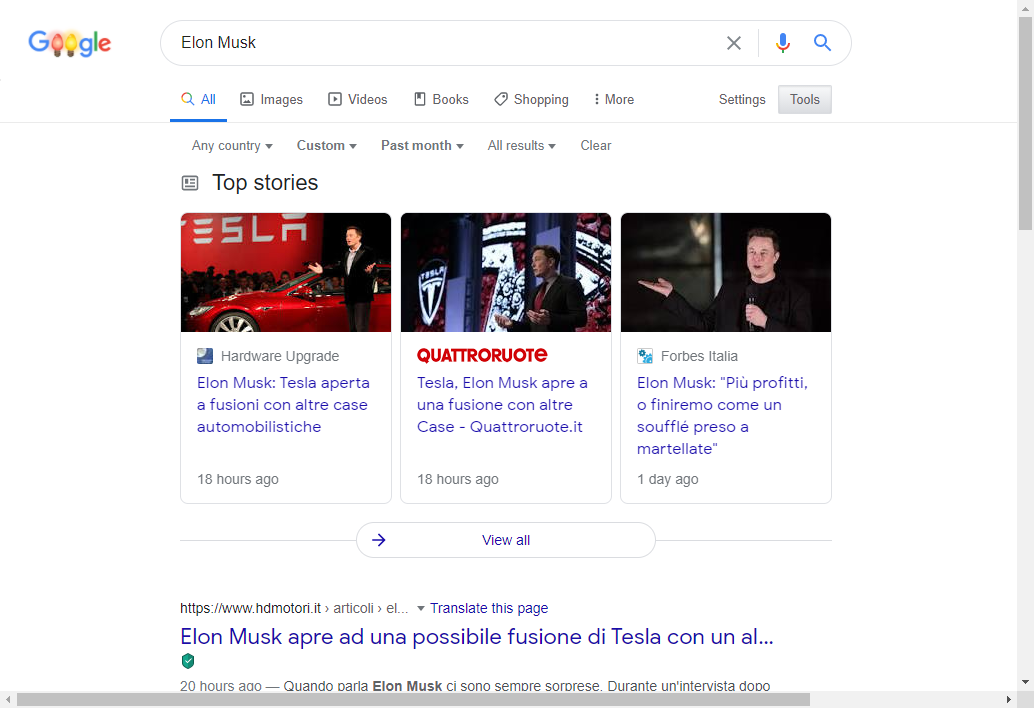 Google
Elon Musk
All Images Videos Books Shopping More Settings Tools
Any country Custom Past month All results Clear
Top stories
TESLA
TESLA
Hardware Upgrade
Elon Musk: Tesla aperta
a fusioni con altre case
automobilistiche
18 hours ago
QUATTRORUOTE
Tesla, Elon Musk apre a
una fusione con altre
Case - Quattroruote.it
18 hours ago
Forbes Italia
Elon Musk: "Più profitti,
o finiremo come un
soufflé preso a
martellate"
1 day ago
View all
https://www.hdmotori.it › articoli › el... Translate this page
Elon Musk apre ad una possibile fusione di Tesla con un al...
20 hours ago — Quando parla Elon Musk ci sono sempre sorprese. Durante un'intervista dopo